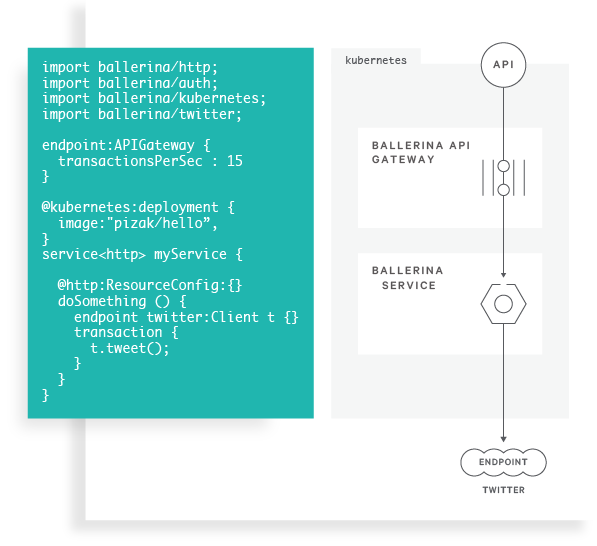 import ballerina/http;
import ballerina/auth;
import ballerina/kubernetes;
import ballerina/twitter;
endpoint:APIGateway {
transactionsPerSec : 15
}
@kubernetes:deployment {
image:"pizak/hello”,
}
service<http> myService {
@http:ResourceConfig:{}
doSomething () {
endpoint twitter:Client t {}
transaction {
t.tweet();
}
}
}
kubernetes
API
BALLERINA API
GATEWAY
BALLERINA
SERVICE
ENDPOINT
TWITTER